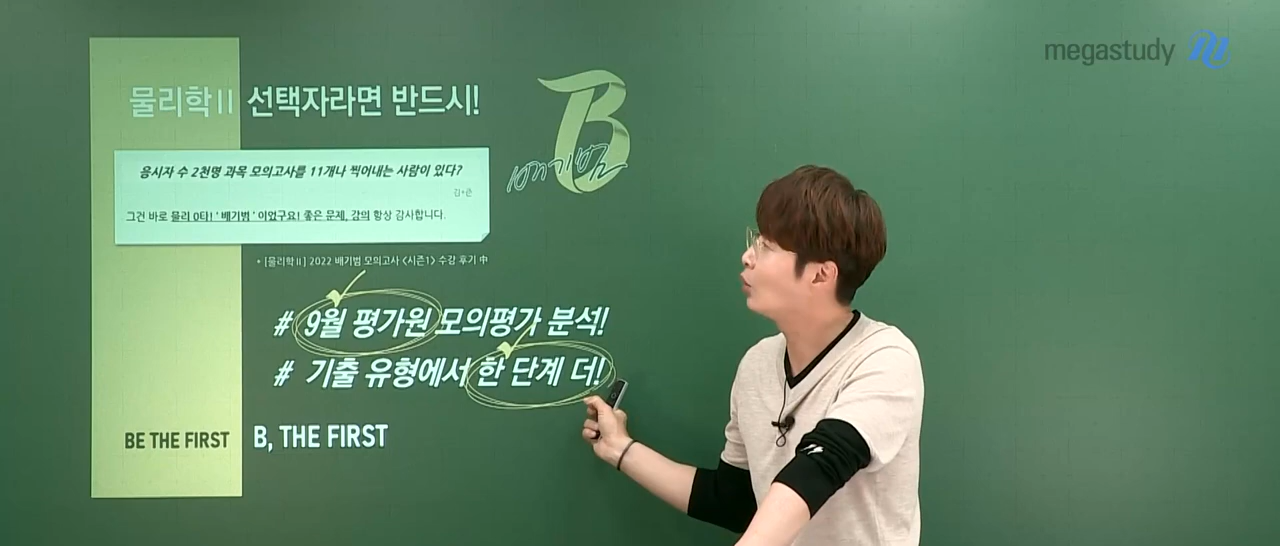 megastudy M
물리학Ⅱ 선택자라면 반드시!
B
배기범
응시자 수 2천명 과목 모의고사를 11개나 찍어내는 사람이 있다?
김*준
그건 바로 물리 0타! ' 배기범 ' 이었구요! 좋은 문제, 강의 항상 감사합니다.
* [물리학Ⅱ] 2022 배기범 모의고사 <시즌1> 수강 후기 中
# 9월 평가원 모의평가 분석!
# 기출 유형에서 한 단계 더!
BE THE FIRST B, THE FIRST